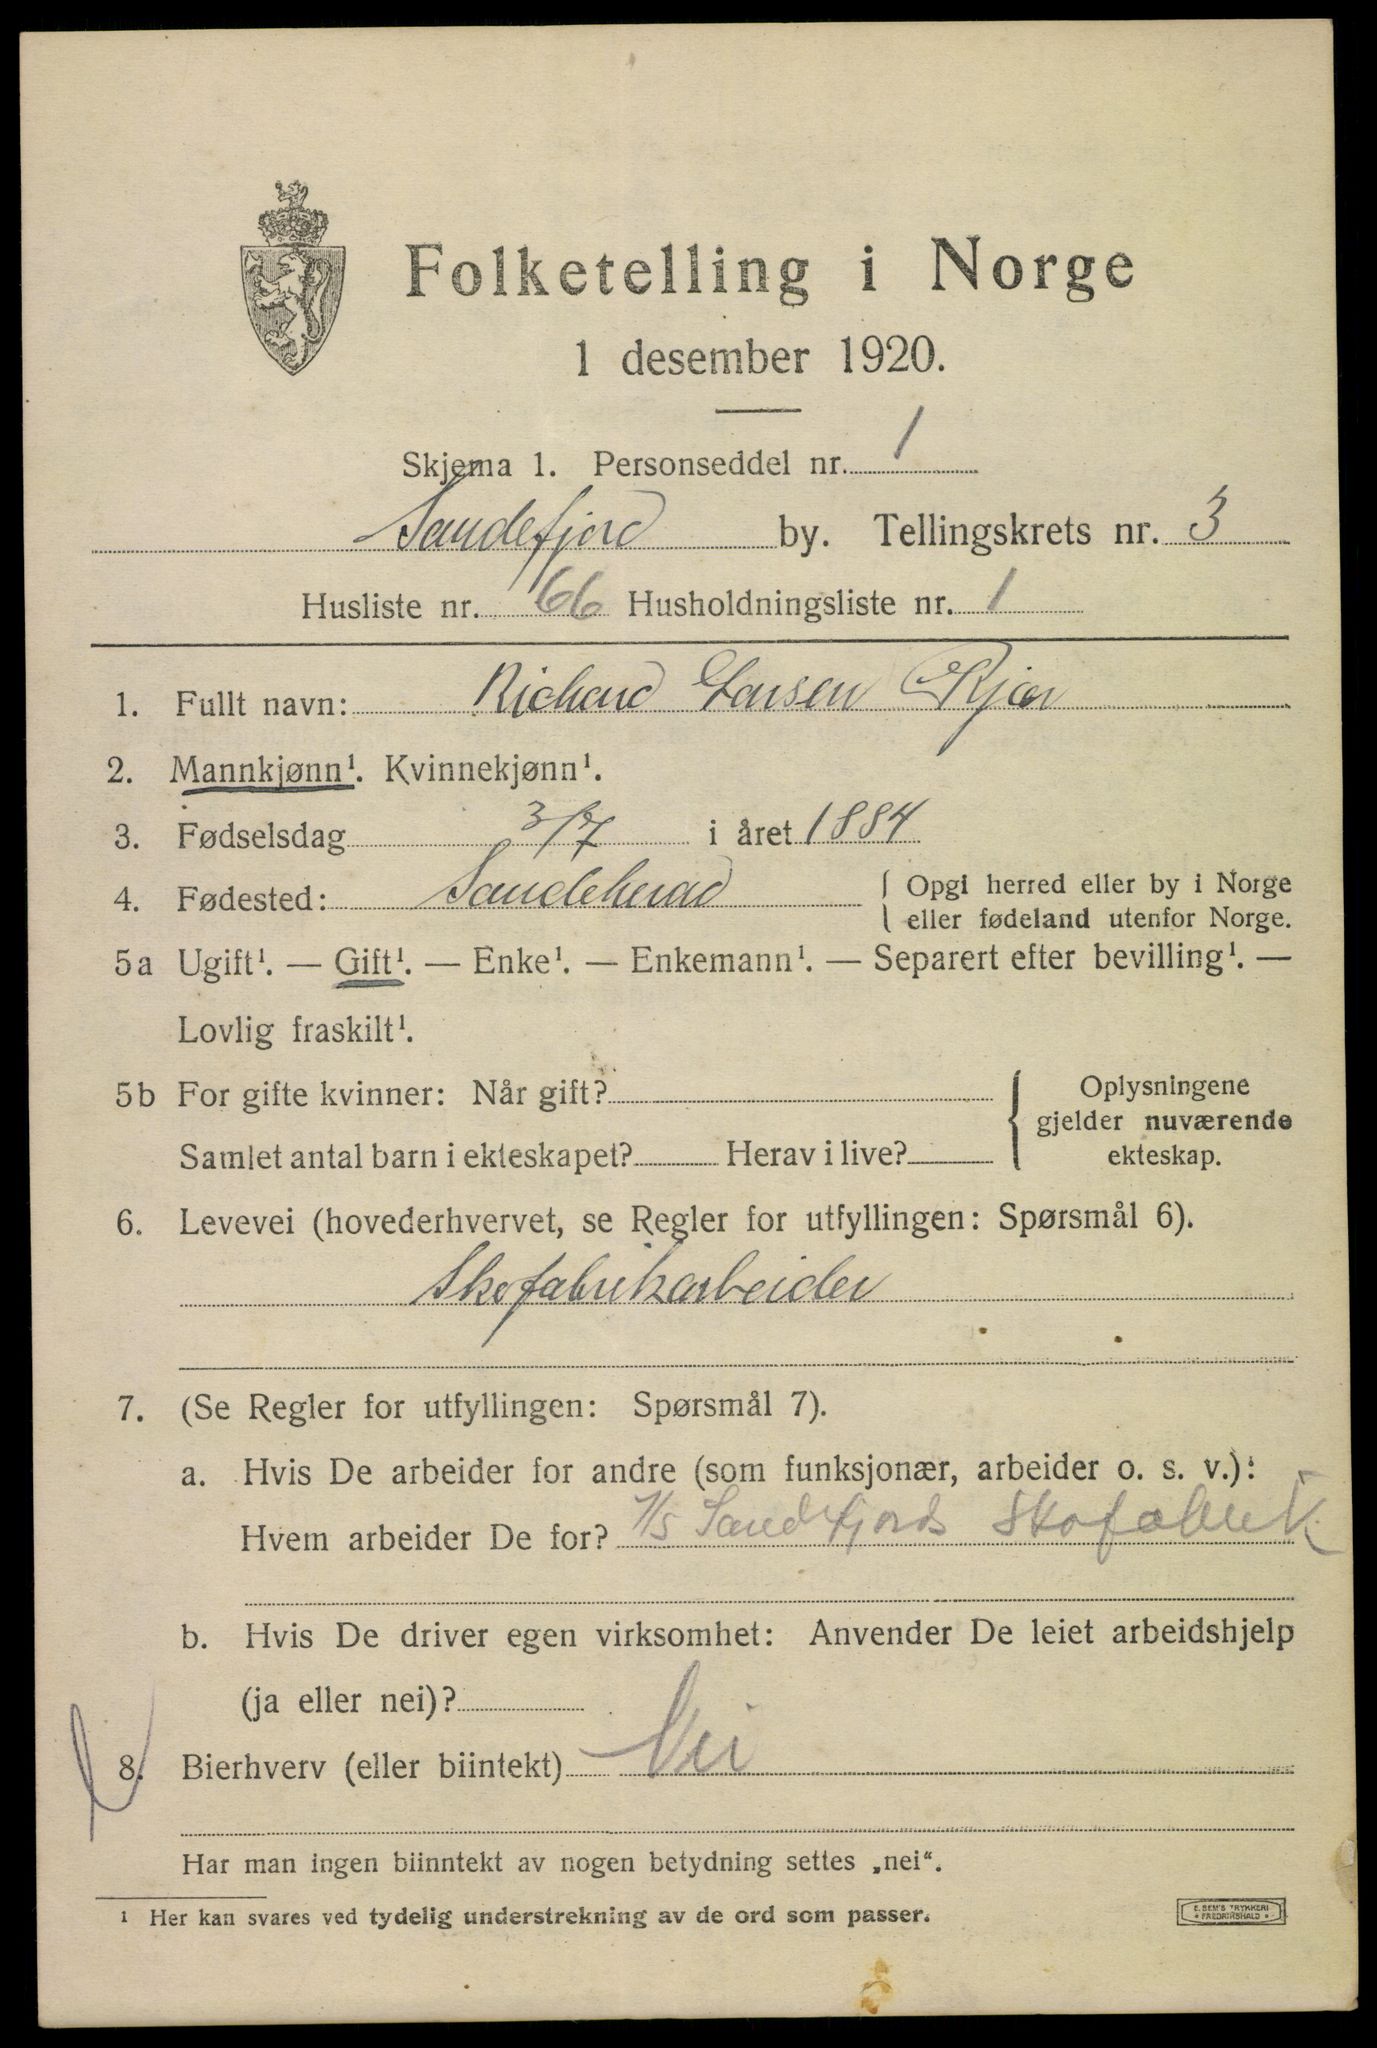 Folketelling i Norge
1 desember 1920.
Skjema 1. Personseddel nr. 1
Sandefjord by. Tellingskrets nr. 3
Husliste nr. 66 Husholdningsliste nr. 1
1. Fullt navn: Richard Larsen
2. Mannkjønn¹. Kvinnekjønn¹.
3. Fødselsdag 3/7 i året 1884
4. Fødested: Sandeherad { Opgi herred eller by i Norge
eller fødeland utenfor Norge.
5a Ugift¹. — Gift¹. — Enke¹. — Enkemann¹. — Separert efter bevilling¹. —
Lovlig fraskilt¹.
5b For gifte kvinner: Når gift? { Oplysningene
gjelder nuværende
Samlet antal barn i ekteskapet? Herav i live? ekteskap.
6. Levevei (hovederhvervet, se Regler for utfyllingen: Spørsmål 6).
Skofabrikarbeider
7. (Se Regler for utfyllingen: Spørsmål 7).
a. Hvis De arbeider for andre (som funksjonær, arbeider o. s. v.):
Hvem arbeider De for? A/S Sandefjords Skofabrik
b. Hvis De driver egen virksomhet: Anvender De leiet arbeidshjelp
(ja eller nei)?
8. Bierhverv (eller biintekt) Nei
Har man ingen biinntekt av nogen betydning settes „nei“.
¹ Her kan svares ved tydelig understrekning av de ord som passer.
E. SEM'S TRYKKERI
FREDRIKSHALD